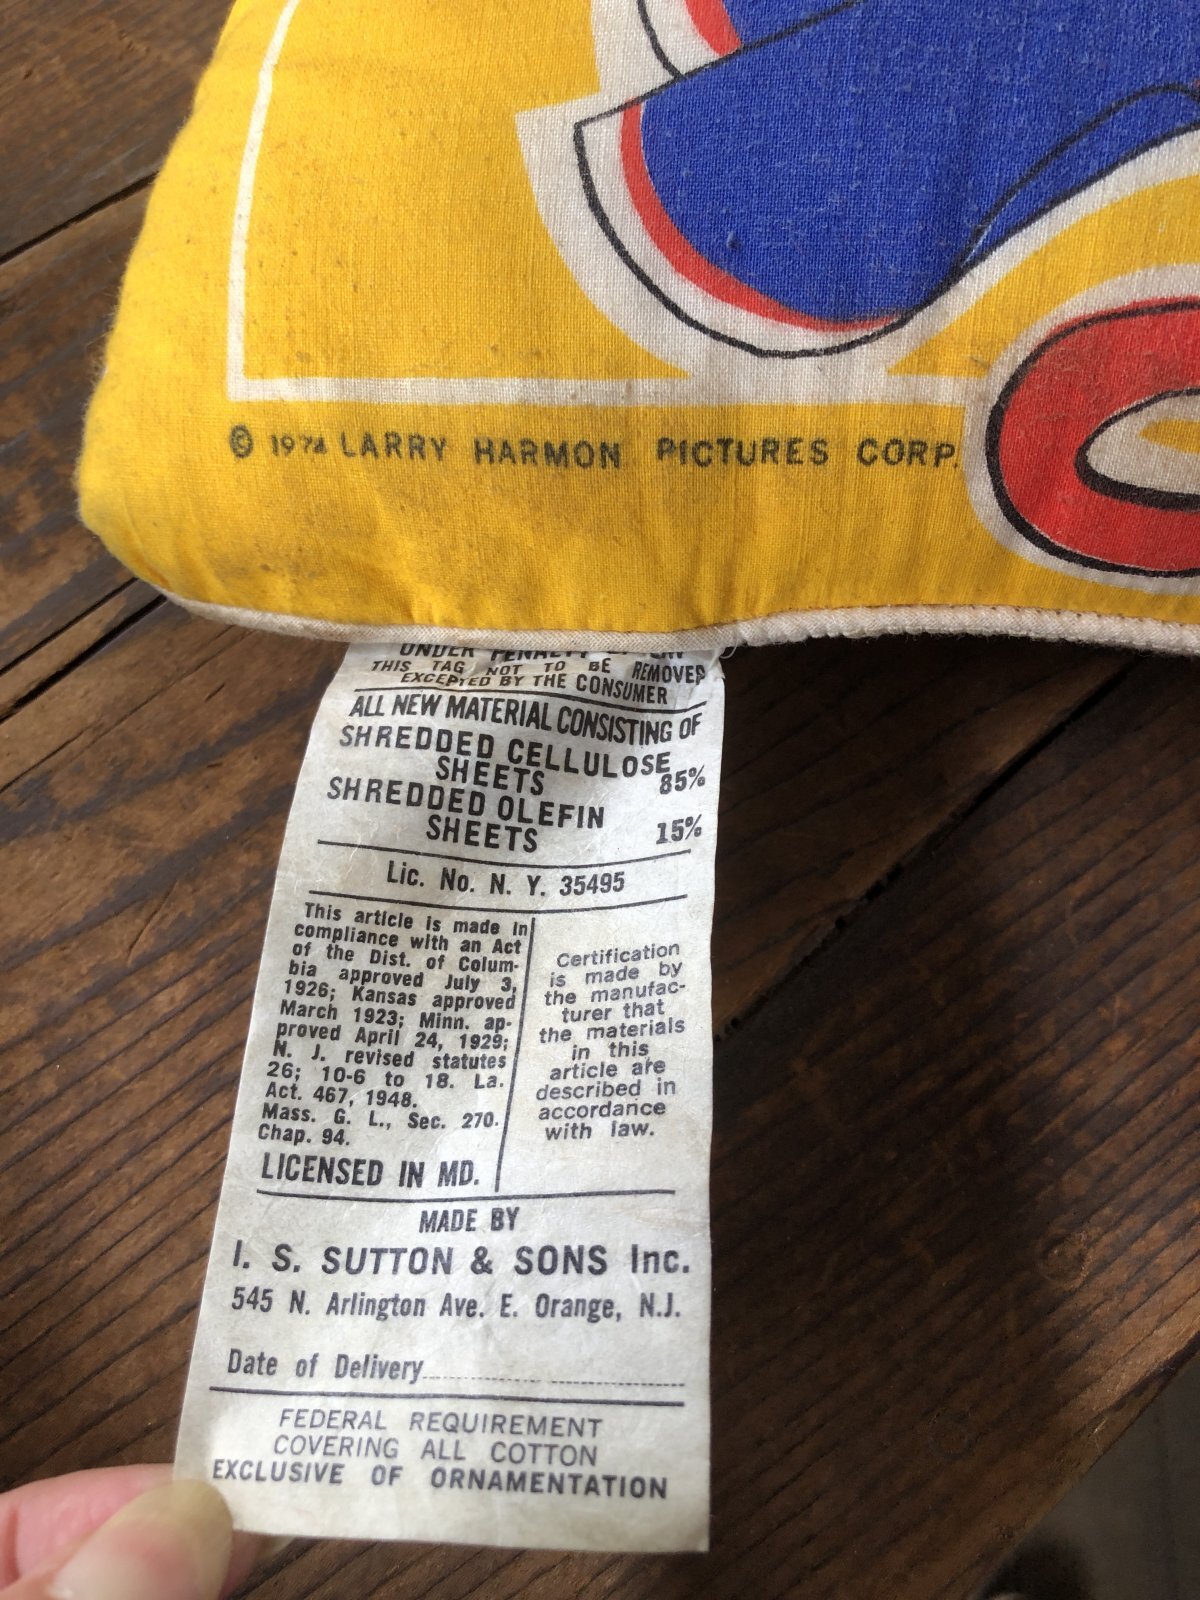 © 1974 LARRY HARMON PICTURES CORP.
UNDER PENALTY OF LAW
THIS TAG NOT TO BE REMOVED
EXCEPTED BY THE CONSUMER
ALL NEW MATERIAL CONSISTING OF
SHREDDED CELLULOSE
SHEETS 85%
SHREDDED OLEFIN
SHEETS 15%
Lic. No. N. Y. 35495
This article is made in
compliance with an Act
of the Dist. of Colum-
bia approved July 3,
1926; Kansas approved
March 1923; Minn. ap-
proved April 24, 1929;
N. J. revised statutes
26; 10-6 to 18. La.
Act. 467, 1948.
Mass. G. L., Sec. 270.
Chap. 94.
LICENSED IN MD.
Certification
is made by
the manufac-
turer that
the materials
in this
article are
described in
accordance
with law.
MADE BY
I. S. SUTTON & SONS Inc.
545 N. Arlington Ave. E. Orange, N.J.
Date of Delivery
FEDERAL REQUIREMENT
COVERING ALL COTTON
EXCLUSIVE OF ORNAMENTATION